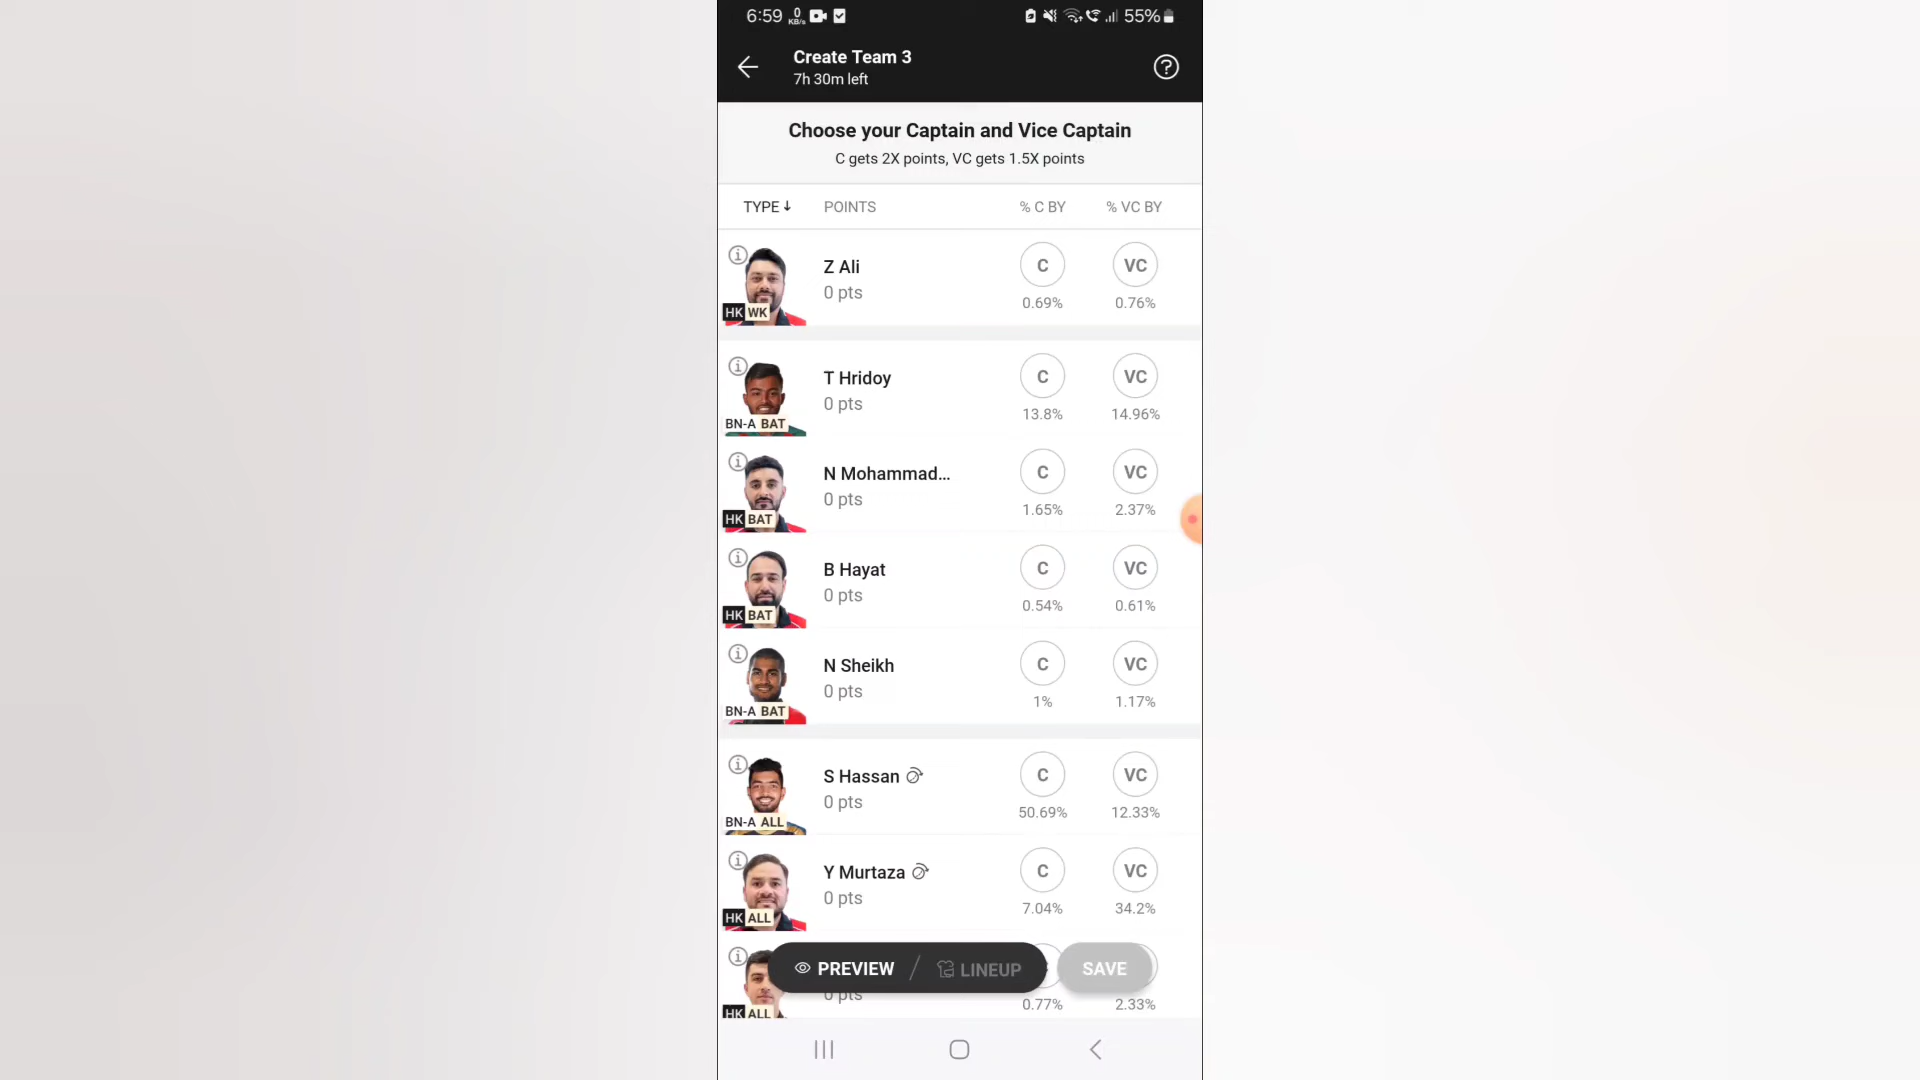 6:59 0 KB/s 55%
Create Team 3
7h 30m left
Choose your Captain and Vice Captain
C gets 2X points, VC gets 1.5X points
TYPE POINTS % C BY % VC BY
Z Ali C VC
0 pts 0.69% 0.76%
HK WK
T Hridoy C VC
0 pts 13.8% 14.96%
BN-A BAT
N Mohammad... C VC
0 pts 1.65% 2.37%
HK BAT
B Hayat C VC
0 pts 0.54% 0.61%
HK BAT
N Sheikh C VC
0 pts 1% 1.17%
BN-A BAT
S Hassan C VC
0 pts 50.69% 12.33%
BN-A ALL
Y Murtaza C VC
0 pts 7.04% 34.2%
HK ALL
PREVIEW / LINEUP SAVE
0 pts 0.77% 2.33%
HK ALL